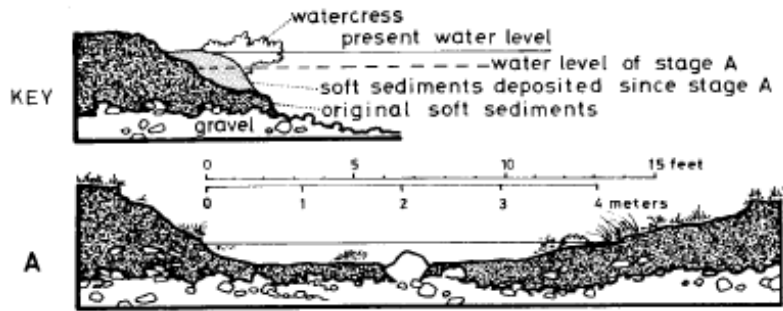 watercress
present water level
water level of stage A
KEY
soft sediments deposited since stage A
original soft sediments
gravel
0 5 10 15 feet
0 1 2 3 4 meters
A